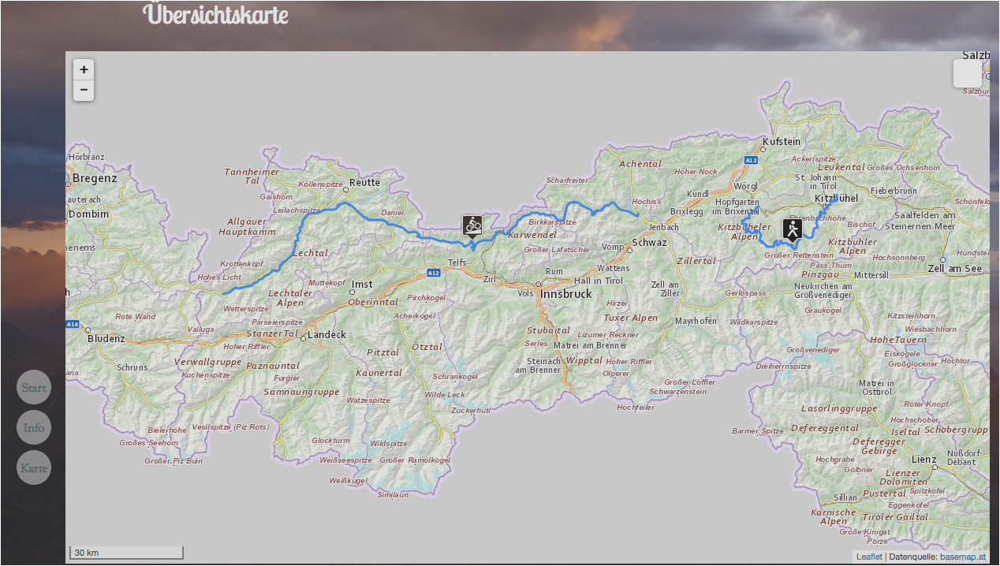 Übersichtskarte
+
−
Salzb
Salzbur
Hörbranz
Bregenz
auterach
Dornbirn
enems
Tannheimer
Tal
Gaishorn
Leilachspitze
Köllenspitze
Reutte
Daniel
Allgäuer
Hauptkamm
Krottenkopf
Lechtal
Hohes Licht
Muttekopf
Imst
Lechtaler
Alpen
Wetterspitze
Oberinntal
Pirchkogel
Acherkogel
Telfs
A12
Zirl
Scharfreiter
Birkkarspitze
Karwendel
Großer Lafatscher
Achental
Hoher Nock
Hochiss
Jenbach
Vomp
Schwaz
Rum
Wattens
Hall in Tirol
Völs
Innsbruck
Kufstein
A12
Kundl
Wörgl
Brixlegg
Hopfgarten
im Brixental
Ackerlspitze
Leukental
Großes Ochsenhorn
St.Johann
in Tirol
Kitzbühel
Fieberbrunn
Schönfeld
Ehrenbachhöhe
Bischof
Kitzbüheler
Alpen
Saalfelden am
Steinernen Meer
Kitzbühler
Alpen
Großer Rettenstein
Hochsonnberg
Hundstei
Pass Thurn
Pinzgau
Mittersill
Zell am See
Zillertal
Zell am
Ziller
Gerlospass
Neukirchen am
Großvenediger
Graukogel
Kitzsteinhorn
Wiesbachhorn
h
Rote Wand
A14
Bludenz
Valluga
Parseierspitze
StanzerTal
Hoher Riffler
Landeck
Schruns
ana
Verwallgruppe
Kuchenspitze
Paznauntal
Furgler
Samnaungruppe
Pitztal
Ötztal
Kaunertal
Schrankogel
Watzespitze
Wilde Leck
Zuckerhütl
Stubaital
Serles
Matrei am Brenner
Steinach
am Brenner
Wipptal
Hirzer
Tuxer Alpen
Lizumer Reckner
Hoher Riffler
Olperer
Mayrhofen
Wildkarspitze
Großer Löffler
Schwarzenstein
Hochfeiler
Dreiherrnspitze
Großvenediger
HoheTauern
Eiskogele
Großglockner
Hochtor
Start
Info
Karte
Bielerhöhe
Großes Seehorn
Vesilspitze (Piz Rots)
Großer Piz Buin
Glockturm
Wildspitze
Weißseespitze
Großer Ramolkogel
Weißkugel
Similaun
Matrei in
Osttirol
Roter Knopf
Lasörlinggruppe
Hochschober
Barmer Spitze
Defereggental
Iseltal
Schobergrupp
Deferegger
Gebirge
Hochgrabe
Gölbner
Lienz
Nußdorf-
Debant
Lienzer
Dolomiten
Sillian
Pustertal
Spitzkofel
Eggenkofel
Karnische
Alpen
Tiroler Gailtal
Große Kinigat
Porze
30 km
Leaflet | Datenquelle: basemap.at